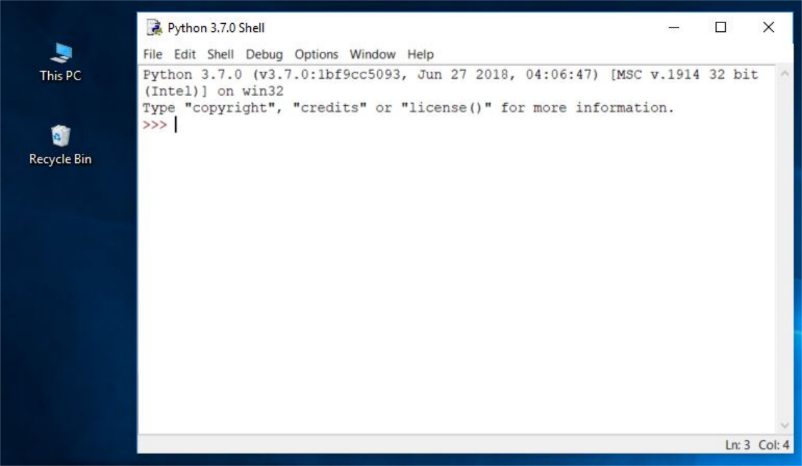 Python 3.7.0 Shell
File Edit Shell Debug Options Window Help
This PC
Recycle Bin
Python 3.7.0 (v3.7.0:1bf9cc5093, Jun 27 2018, 04:06:47) [MSC v.1914 32 bit
(Intel)] on win32
Type "copyright", "credits" or "license()" for more information.
>>>
Ln: 3 Col: 4